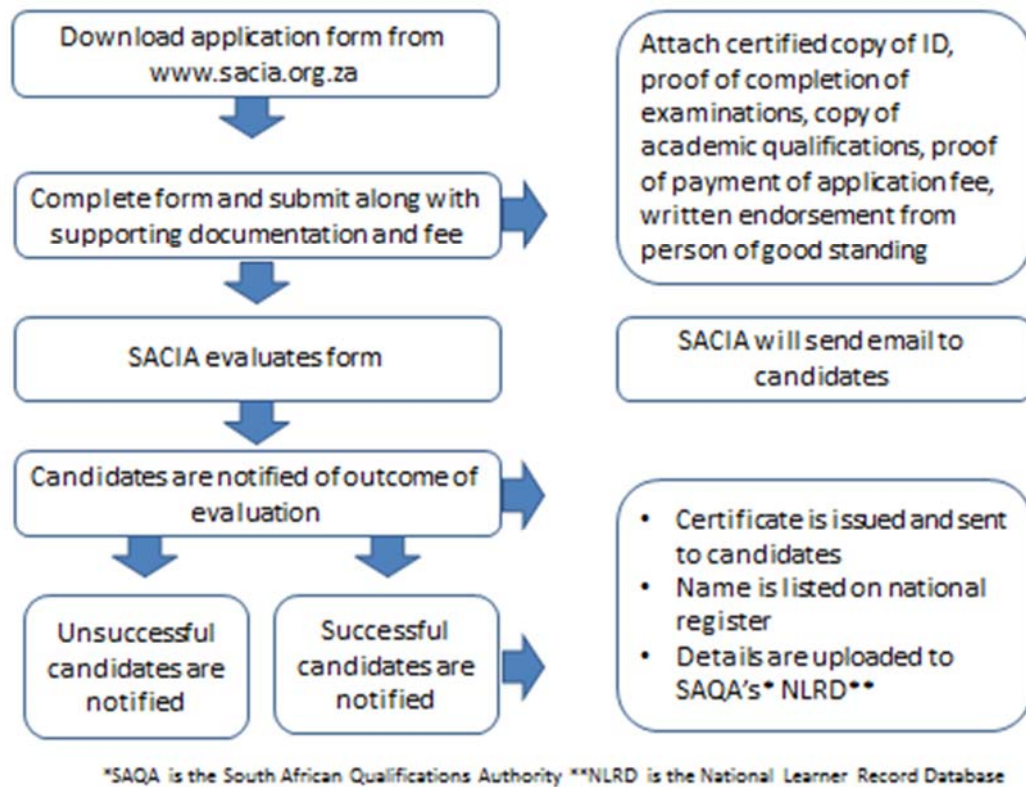 Download application form from
www.sacia.org.za
Attach certified copy of ID,
proof of completion of
examinations, copy of
academic qualifications, proof
of payment of application fee,
written endorsement from
person of good standing
Complete form and submit along with
supporting documentation and fee
SACIA evaluates form
SACIA will send email to
candidates
Candidates are notified of outcome of
evaluation
Unsuccessful
candidates are
notified
Successful
candidates are
notified
• Certificate is issued and sent
to candidates
• Name is listed on national
register
• Details are uploaded to
SAQA's* NLRD**
*SAQA is the South African Qualifications Authority **NLRD is the National Learner Record Database